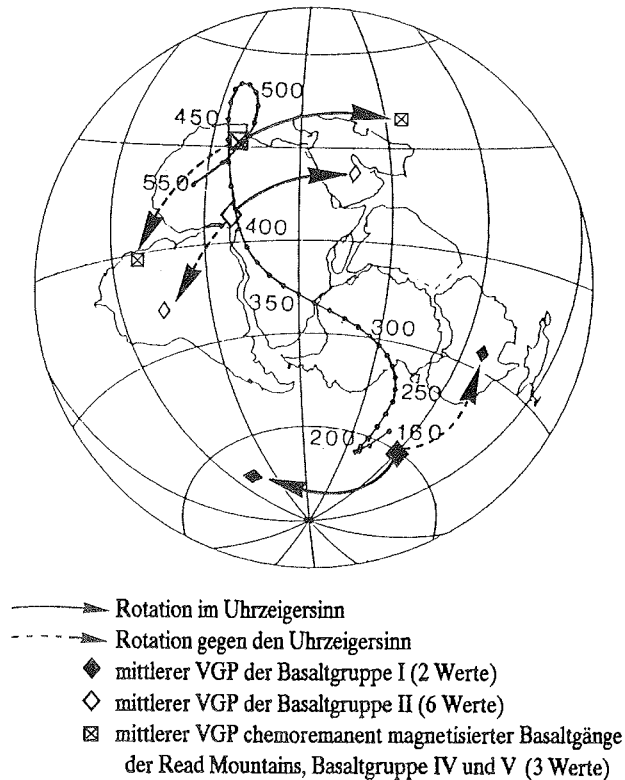 500
450
550
400
350
300
250
200
160
Rotation im Uhrzeigersinn
Rotation gegen den Uhrzeigersinn
mittlerer VGP der Basaltgruppe I (2 Werte)
mittlerer VGP der Basaltgruppe II (6 Werte)
mittlerer VGP chemoremanent magnetisierter Basaltgänge
der Read Mountains, Basaltgruppe IV und V (3 Werte)